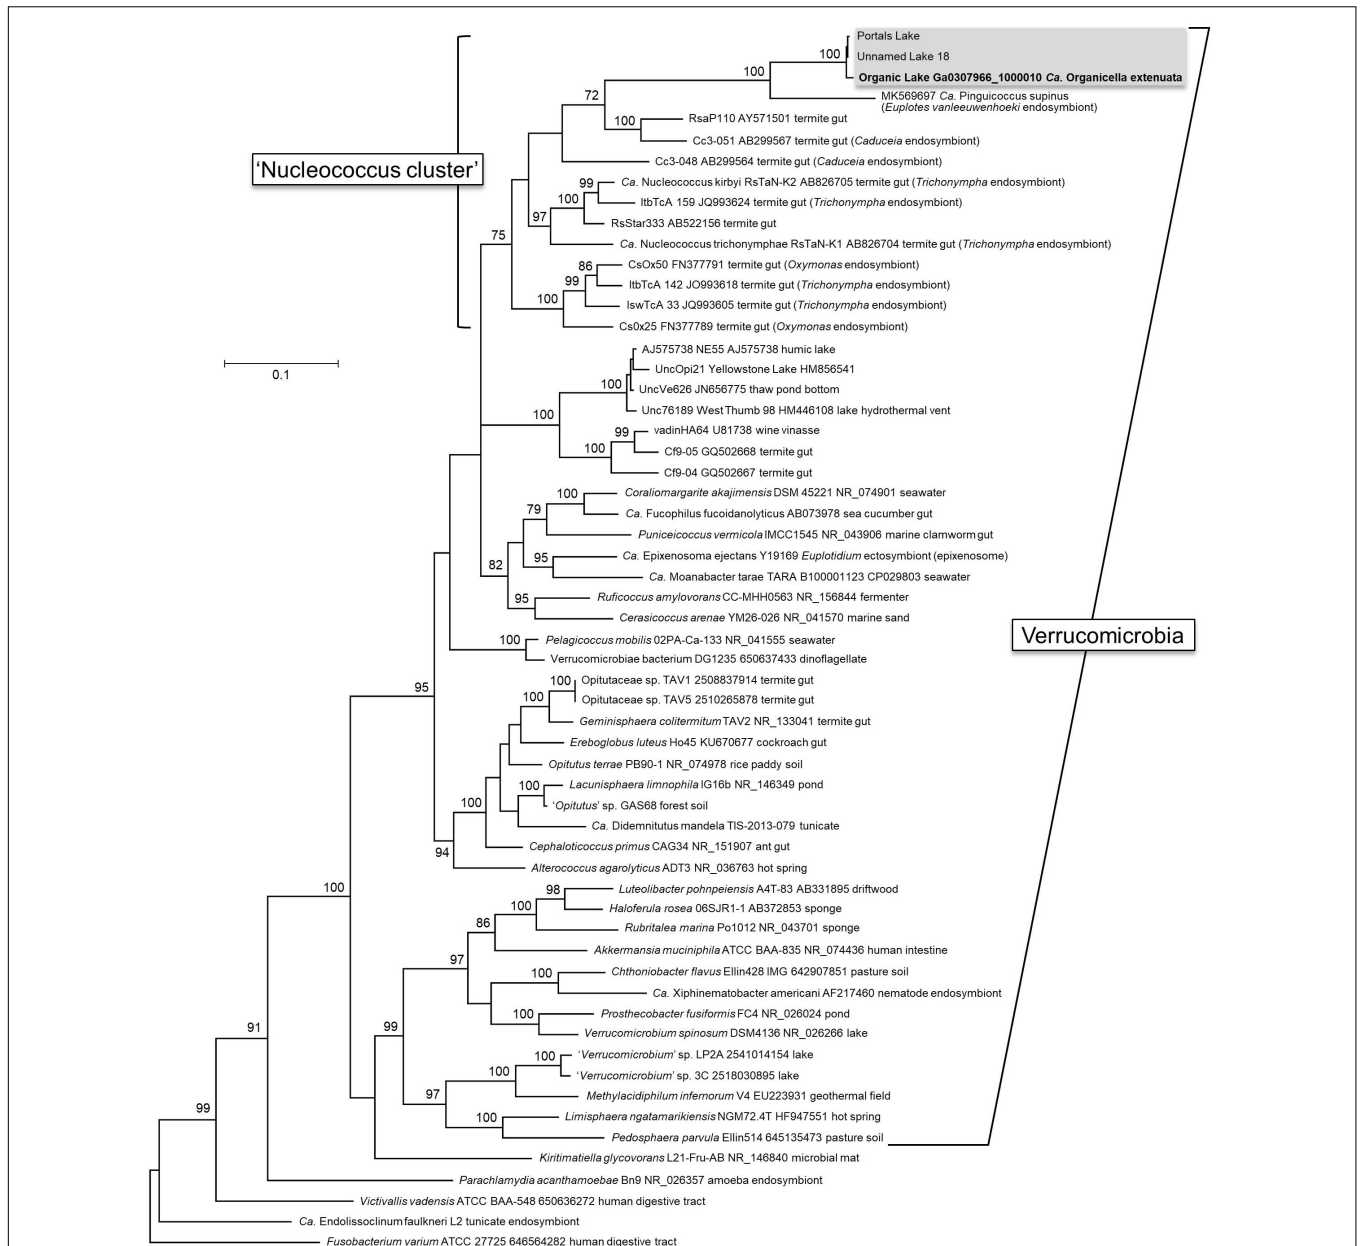 Portals Lake
100
Unnamed Lake 18
100
Organic Lake Ga0307966_1000010 Ca. Organicella extenuata
MK569697 Ca. Pinguicoccus supinus
(Euplotes vanleeuwenhoeki endosymbiont)
72
RsaP110 AY571501 termite gut
100
Cc3-051 AB299567 termite gut (Caduceia endosymbiont)
Cc3-048 AB299564 termite gut (Caduceia endosymbiont)
'Nucleococcus cluster'
99
Ca. Nucleococcus kirbyi RsTaN-K2 AB826705 termite gut (Trichonympha endosymbiont)
100
ItbTcA 159 JQ993624 termite gut (Trichonympha endosymbiont)
97
RsStar333 AB522156 termite gut
75
Ca. Nucleococcus trichonymphae RsTaN-K1 AB826704 termite gut (Trichonympha endosymbiont)
86
CsOx50 FN377791 termite gut (Oxymonas endosymbiont)
99
ItbTcA 142 JO993618 termite gut (Trichonympha endosymbiont)
100
IswTcA 33 JQ993605 termite gut (Trichonympha endosymbiont)
Cs0x25 FN377789 termite gut (Oxymonas endosymbiont)
0.1
AJ575738 NE55 AJ575738 humic lake
UncOpi21 Yellowstone Lake HM856541
100
UncVe626 JN656775 thaw pond bottom
Unc76189 West Thumb 98 HM446108 lake hydrothermal vent
100
99
vadinHA64 U81738 wine vinasse
100
Cf9-05 GQ502668 termite gut
Cf9-04 GQ502667 termite gut
100
Coraliomargarite akajimensis DSM 45221 NR_074901 seawater
79
Ca. Fucophilus fucoidanolyticus AB073978 sea cucumber gut
Puniceicoccus vermicola IMCC1545 NR_043906 marine clamworm gut
95
Ca. Epixenosoma ejectans Y19169 Euplotidium ectosymbiont (epixenosome)
82
Ca. Moanabacter tarae TARA B100001123 CP029803 seawater
95
Ruficoccus amylovorans CC-MHH0563 NR_156844 fermenter
Cerasicoccus arenae YM26-026 NR_041570 marine sand
Verrucomicrobia
100
Pelagicoccus mobilis 02PA-Ca-133 NR_041555 seawater
Verrucomicrobiae bacterium DG1235 650637433 dinoflagellate
95
100
Opitutaceae sp. TAV1 2508837914 termite gut
100
Opitutaceae sp. TAV5 2510265878 termite gut
Geminisphaera colitermitum TAV2 NR_133041 termite gut
Ereboglobus luteus Ho45 KU670677 cockroach gut
Opitutus terrae PB90-1 NR_074978 rice paddy soil
100
Lacunisphaera limnophila IG16b NR_146349 pond
100
'Opitutus' sp. GAS68 forest soil
Ca. Didemnitutus mandela TIS-2013-079 tunicate
94
Cephaloticoccus primus CAG34 NR_151907 ant gut
Alterococcus agarolyticus ADT3 NR_036763 hot spring
100
98
Luteolibacter pohnpeiensis A4T-83 AB331895 driftwood
100
Haloferula rosea 06SJR1-1 AB372853 sponge
86
Rubritalea marina Po1012 NR_043701 sponge
97
Akkermansia muciniphila ATCC BAA-835 NR_074436 human intestine
100
Chthoniobacter flavus Ellin428 IMG 642907851 pasture soil
Ca. Xiphinematobacter americani AF217460 nematode endosymbiont
100
Prosthecobacter fusiformis FC4 NR_026024 pond
99
Verrucomicrobium spinosum DSM4136 NR_026266 lake
91
100
'Verrucomicrobium' sp. LP2A 2541014154 lake
100
'Verrucomicrobium' sp. 3C 2518030895 lake
97
Methylacidiphilum infernorum V4 EU223931 geothermal field
99
100
Limisphaera ngatamarikiensis NGM72.4T HF947551 hot spring
Pedosphaera parvula Ellin514 645135473 pasture soil
Kiritimatiella glycovorans L21-Fru-AB NR_146840 microbial mat
Parachlamydia acanthamoebae Bn9 NR_026357 amoeba endosymbiont
Victivallis vadensis ATCC BAA-548 650636272 human digestive tract
Ca. Endolissoclinum faulkneri L2 tunicate endosymbiont
Fusobacterium varium ATCC 27725 646564282 human digestive tract